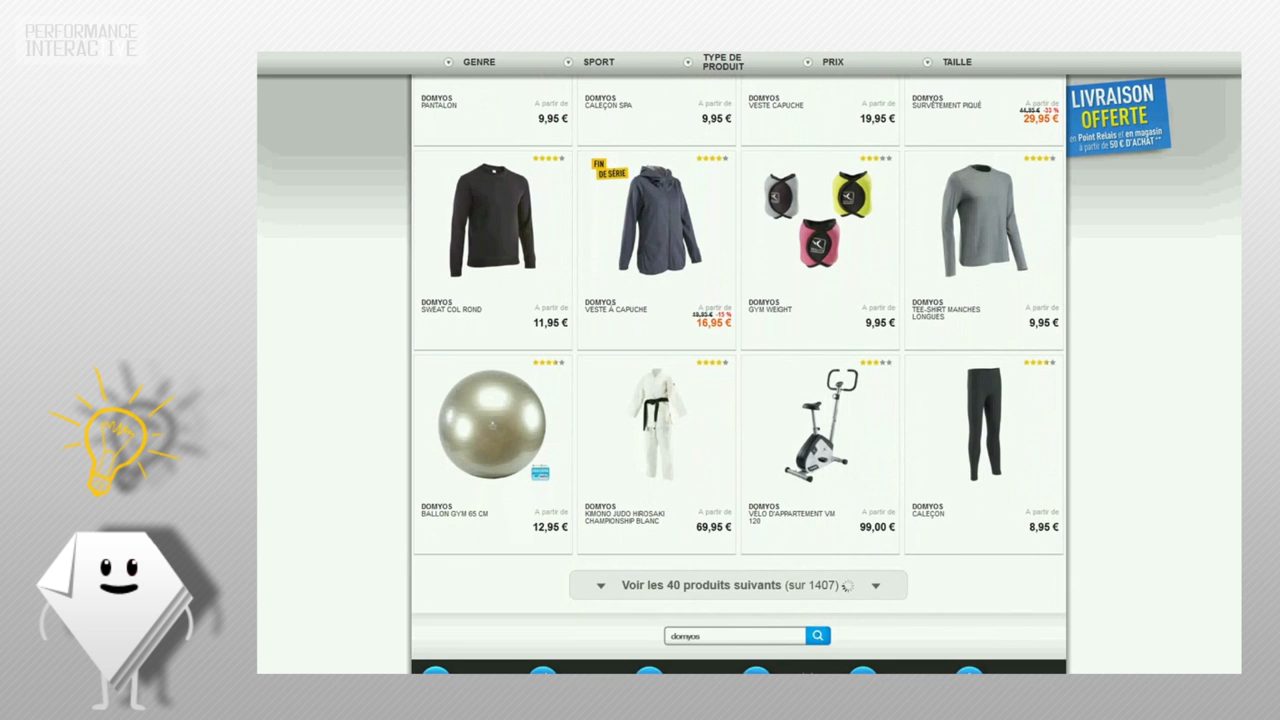 PERFORMANCE
INTERAC I E
GENRE
SPORT
TYPE DE
PRODUIT
PRIX
TAILLE
DOMYOS
PANTALON
A partir de
9,95 €
DOMYOS
CALEÇON SPA
A partir de
9,95 €
DOMYOS
VESTE CAPUCHE
A partir de
19,95 €
DOMYOS
SURVÊTEMENT PIQUÉ
A partir de
44,95 € -33 %
29,95 €
LIVRAISON
OFFERTE
en Point Relais et en magasin
à partir de 50 € D'ACHAT**
DOMYOS
SWEAT COL ROND
A partir de
11,95 €
FIN
DE SÉRIE
DOMYOS
VESTE À CAPUCHE
A partir de
19,95 € -15 %
16,95 €
DOMYOS
GYM WEIGHT
A partir de
9,95 €
DOMYOS
TEE-SHIRT MANCHES
LONGUES
A partir de
9,95 €
DOMYOS
BALLON GYM 65 CM
A partir de
12,95 €
DOMYOS
KIMONO JUDO HIROSAKI
CHAMPIONSHIP BLANC
A partir de
69,95 €
DOMYOS
VÉLO D'APPARTEMENT VM
120
A partir de
99,00 €
DOMYOS
CALEÇON
A partir de
8,95 €
Voir les 40 produits suivants (sur 1407)
domyos